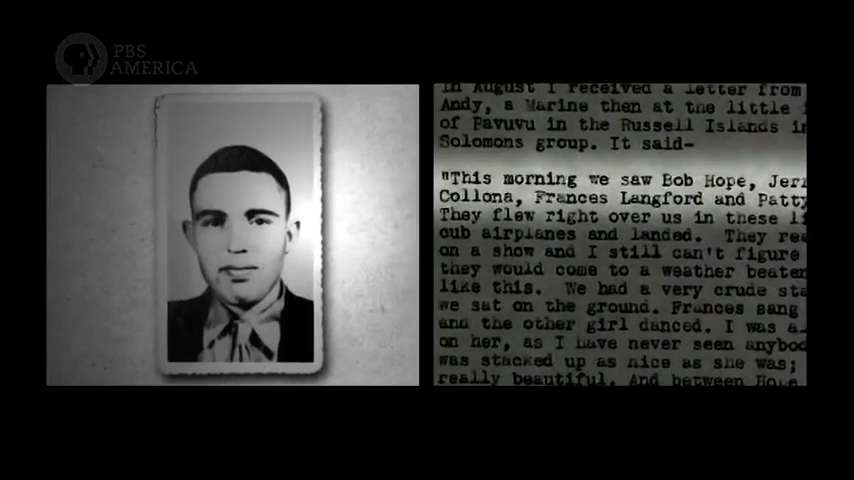 PBS
AMERICA
In August I received a letter from
Andy, a Marine then at the little
of Pavuvu in the Russell Islands in
Solomons group. It said-
"This morning we saw Bob Hope, Jerr
Collona, Frances Langford and Patty
They flew right over us in these li
cub airplanes and landed. They rea
on a show and I still can't figure
they would come to a weather beaten
like this. We had a very crude sta
we sat on the ground. Frances sang
and the other girl danced. I was a
on her, as I have never seen anybod
was stacked up as nice as she was;
really beautiful. And between Hope